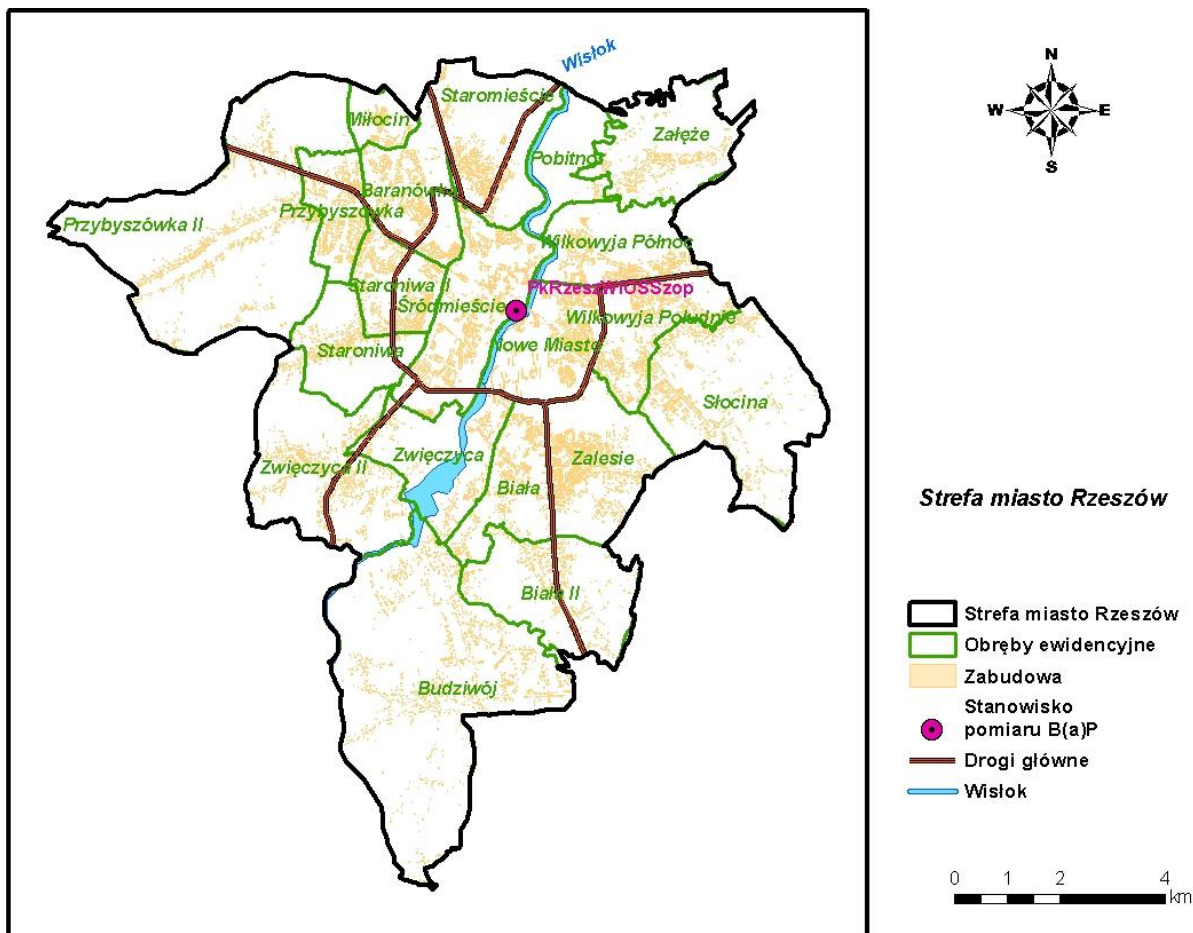 Wisłok
Staromieście
Miłocin
Załęże
Pobitno
Baranówka
Przybyszówka
Przybyszówka II
Wilkowyja Północ
PkRzeszWIOSSzop
Staroniwa II
Śródmieście
Wilkowyja Południe
Nowe Miasto
Staroniwa
Słocina
Zwięczyca
Zwięczyca II
Zalesie
Biała
Biała II
Budziwój
N
W E
S
Strefa miasto Rzeszów
Strefa miasto Rzeszów
Obręby ewidencyjne
Zabudowa
Stanowisko
pomiaru B(a)P
Drogi główne
Wisłok
0 1 2 4
km